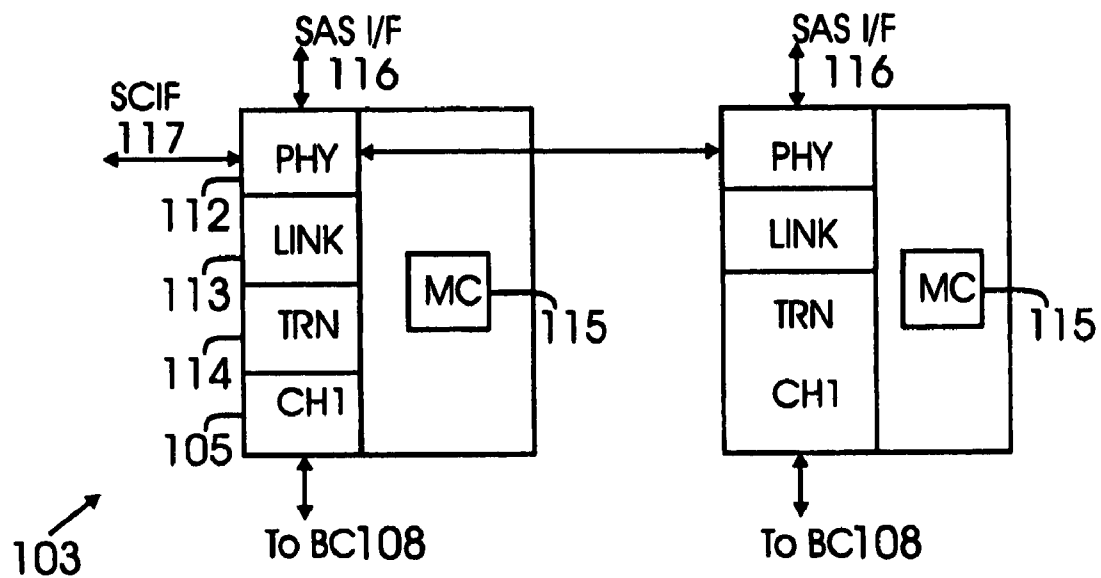 SAS I/F
116
SCIF
117
PHY
112
LINK
113
MC
115
TRN
114
CH1
105
To BC108
103
SAS I/F
116
PHY
LINK
MC
115
TRN
CH1
To BC108